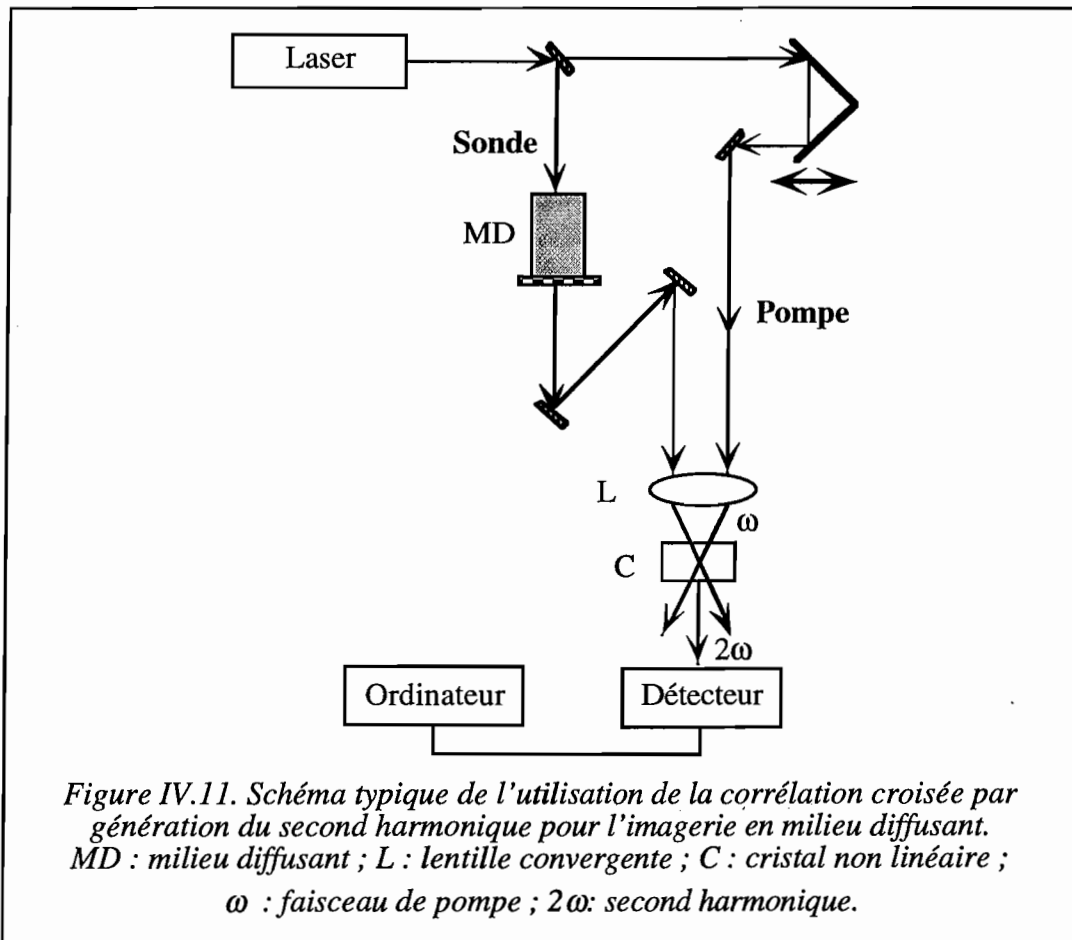 Laser
Sonde
MD
Pompe
L
ω
C
2ω
Ordinateur
Détecteur
Figure IV.11. Schéma typique de l'utilisation de la corrélation croisée par
génération du second harmonique pour l'imagerie en milieu diffusant.
MD : milieu diffusant ; L : lentille convergente ; C : cristal non linéaire ;
ω : faisceau de pompe ; 2ω: second harmonique.